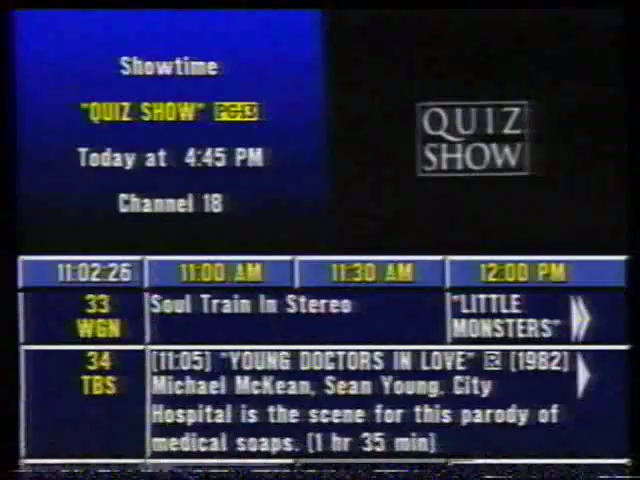 Showtime
"QUIZ SHOW" PG-13
Today at 4:45 PM
Channel 18
QUIZ
SHOW
11:02:26 11:00 AM 11:30 AM 12:00 PM
33
WGN
Soul Train In Stereo
"LITTLE
MONSTERS"
34
TBS
[11:05] "YOUNG DOCTORS IN LOVE" R [1982]
Michael McKean, Sean Young. City
Hospital is the scene for this parody of
medical soaps. [1 hr 35 min]